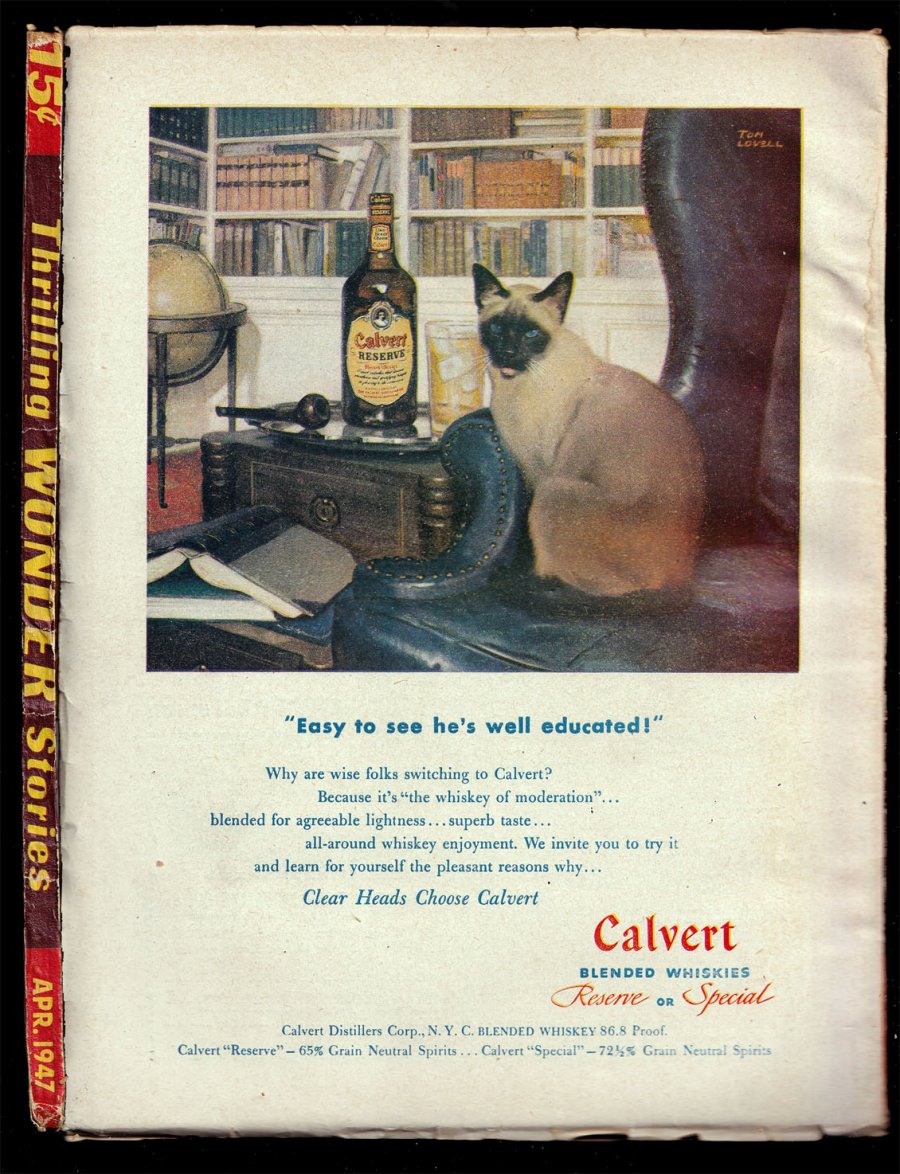 15¢
Thrilling WONDER Stories
APR. 1947
TOM
LOVELL
Calvert
RESERVE
Calvert
RESERVE
"Easy to see he's well educated!"
Why are wise folks switching to Calvert?
Because it's "the whiskey of moderation"...
blended for agreeable lightness...superb taste...
all-around whiskey enjoyment. We invite you to try it
and learn for yourself the pleasant reasons why...
Clear Heads Choose Calvert
Calvert
BLENDED WHISKIES
Reserve OR Special
Calvert Distillers Corp., N. Y. C. BLENDED WHISKEY 86.8 Proof.
Calvert "Reserve" – 65% Grain Neutral Spirits ... Calvert "Special" – 72½% Grain Neutral Spirits